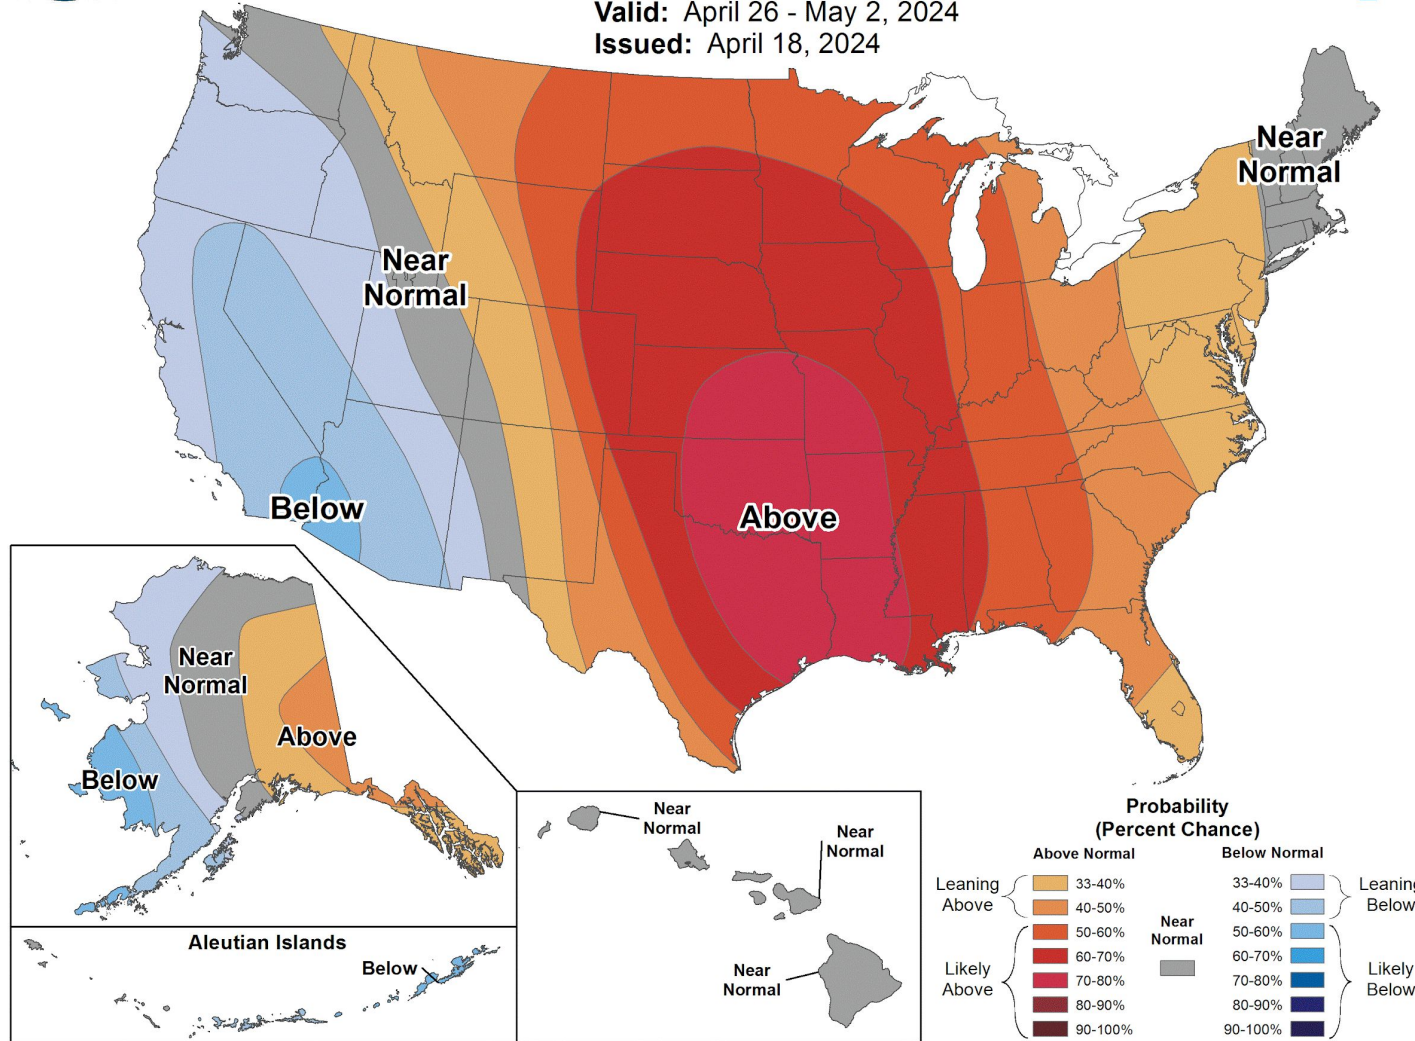 Valid: April 26 - May 2, 2024
Issued: April 18, 2024
Near
Normal
Near
Normal
Below
Above
Near
Normal
Above
Below
Aleutian Islands
Below
Near
Normal
Near
Normal
Near
Normal
Probability
(Percent Chance)
Above Normal
Below Normal
Leaning
Above
33-40%
40-50%
Likely
Above
50-60%
60-70%
70-80%
80-90%
90-100%
Near
Normal
33-40%
40-50%
Leaning
Below
50-60%
60-70%
70-80%
80-90%
90-100%
Likely
Below